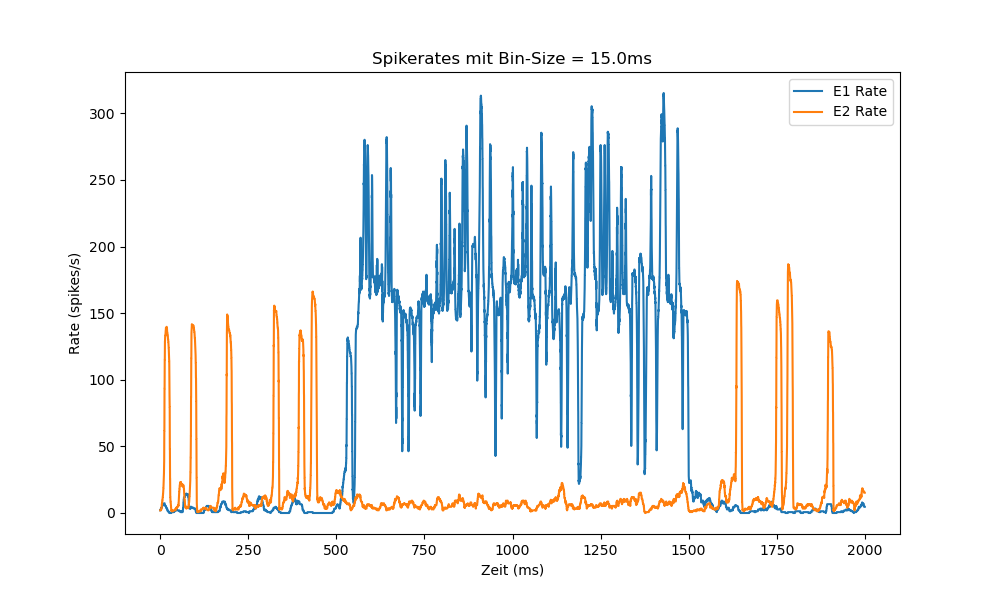 Spikerates mit Bin-Size = 15.0ms
E1 Rate
E2 Rate
Rate (spikes/s)
300
250
200
150
100
50
0
0 250 500 750 1000 1250 1500 1750 2000
Zeit (ms)